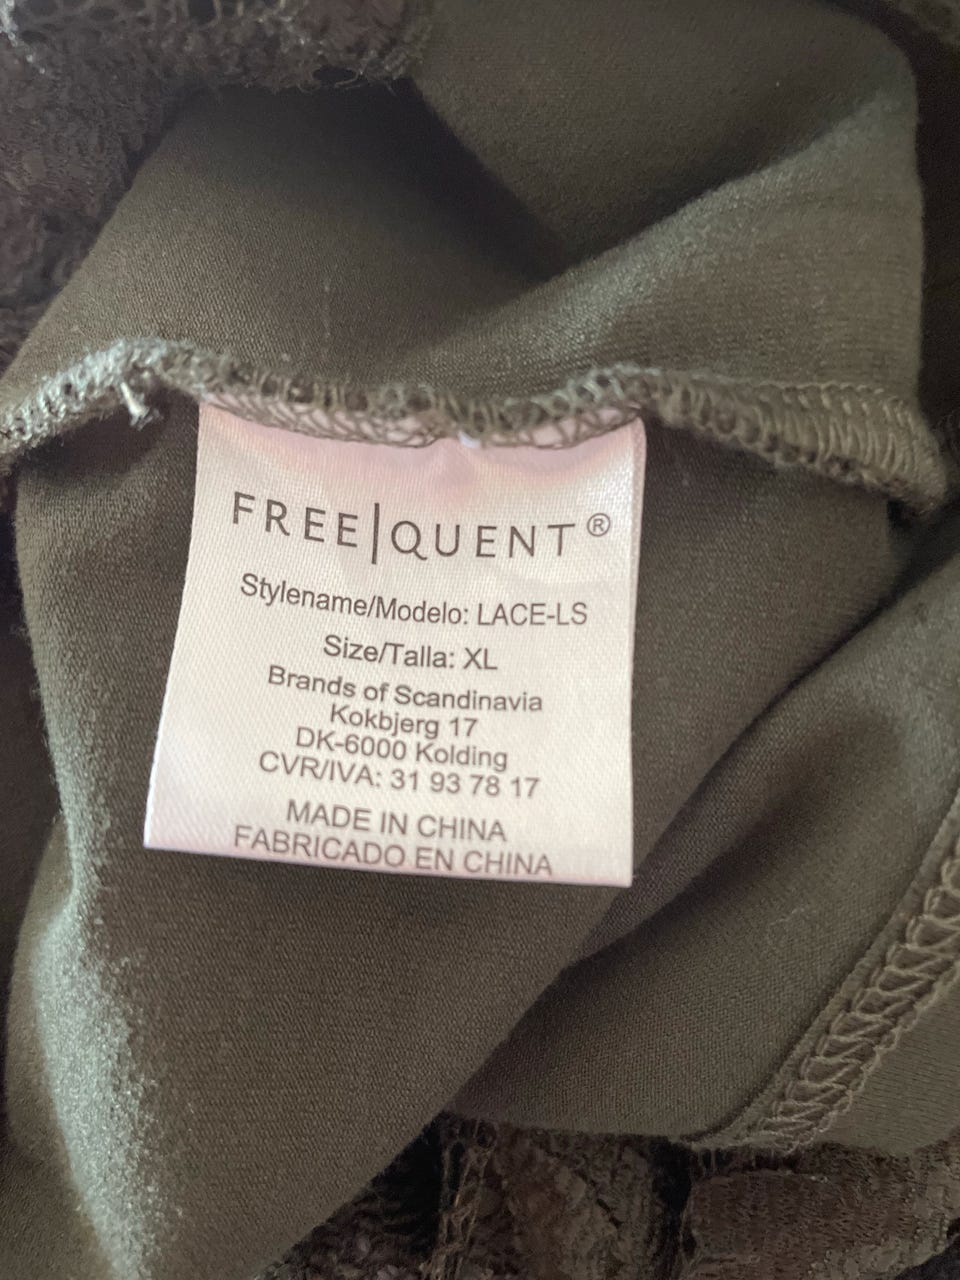 FREE|QUENT®
Stylename/Modelo: LACE-LS
Size/Talla: XL
Brands of Scandinavia
Kokbjerg 17
DK-6000 Kolding
CVR/IVA: 31 93 78 17
MADE IN CHINA
FABRICADO EN CHINA